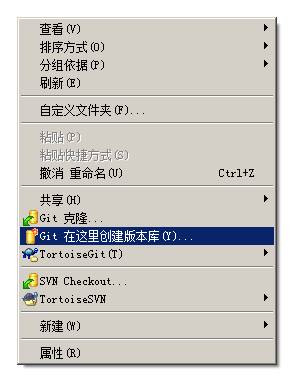 查看(V)
排序方式(O)
分组依据(P)
刷新(E)
自定义文件夹(F)...
粘贴(P)
粘贴快捷方式(S)
撤消 重命名(U) Ctrl+Z
共享(H)
Git 克隆...
Git 在这里创建版本库(Y)...
TortoiseGit(T)
SVN Checkout...
TortoiseSVN
新建(W)
属性(R)